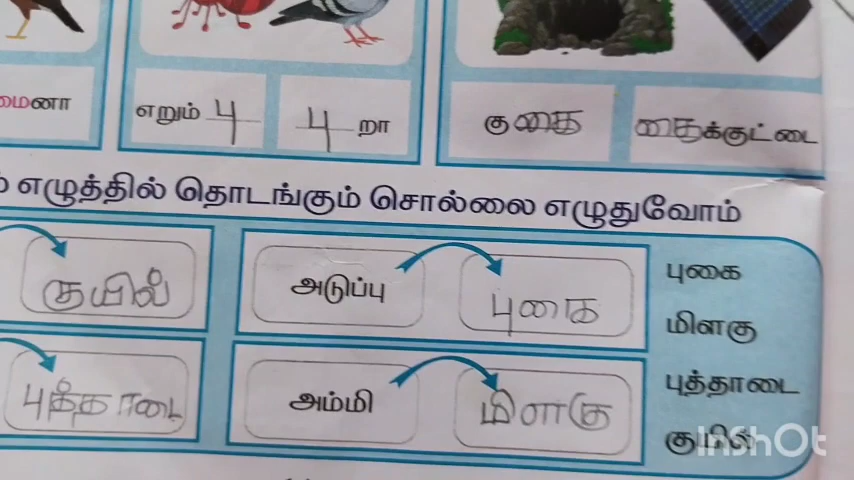 மைனா
எறும் பு
பு றா
குகை
கைக்குட்டை
எழுத்தில் தொடங்கும் சொல்லை எழுதுவோம்
குயில்
அடுப்பு
புகை
புகை
மிளகு
புத்தாடை
அம்மி
மிளகு
புத்தாடை
குயில்
InShOt